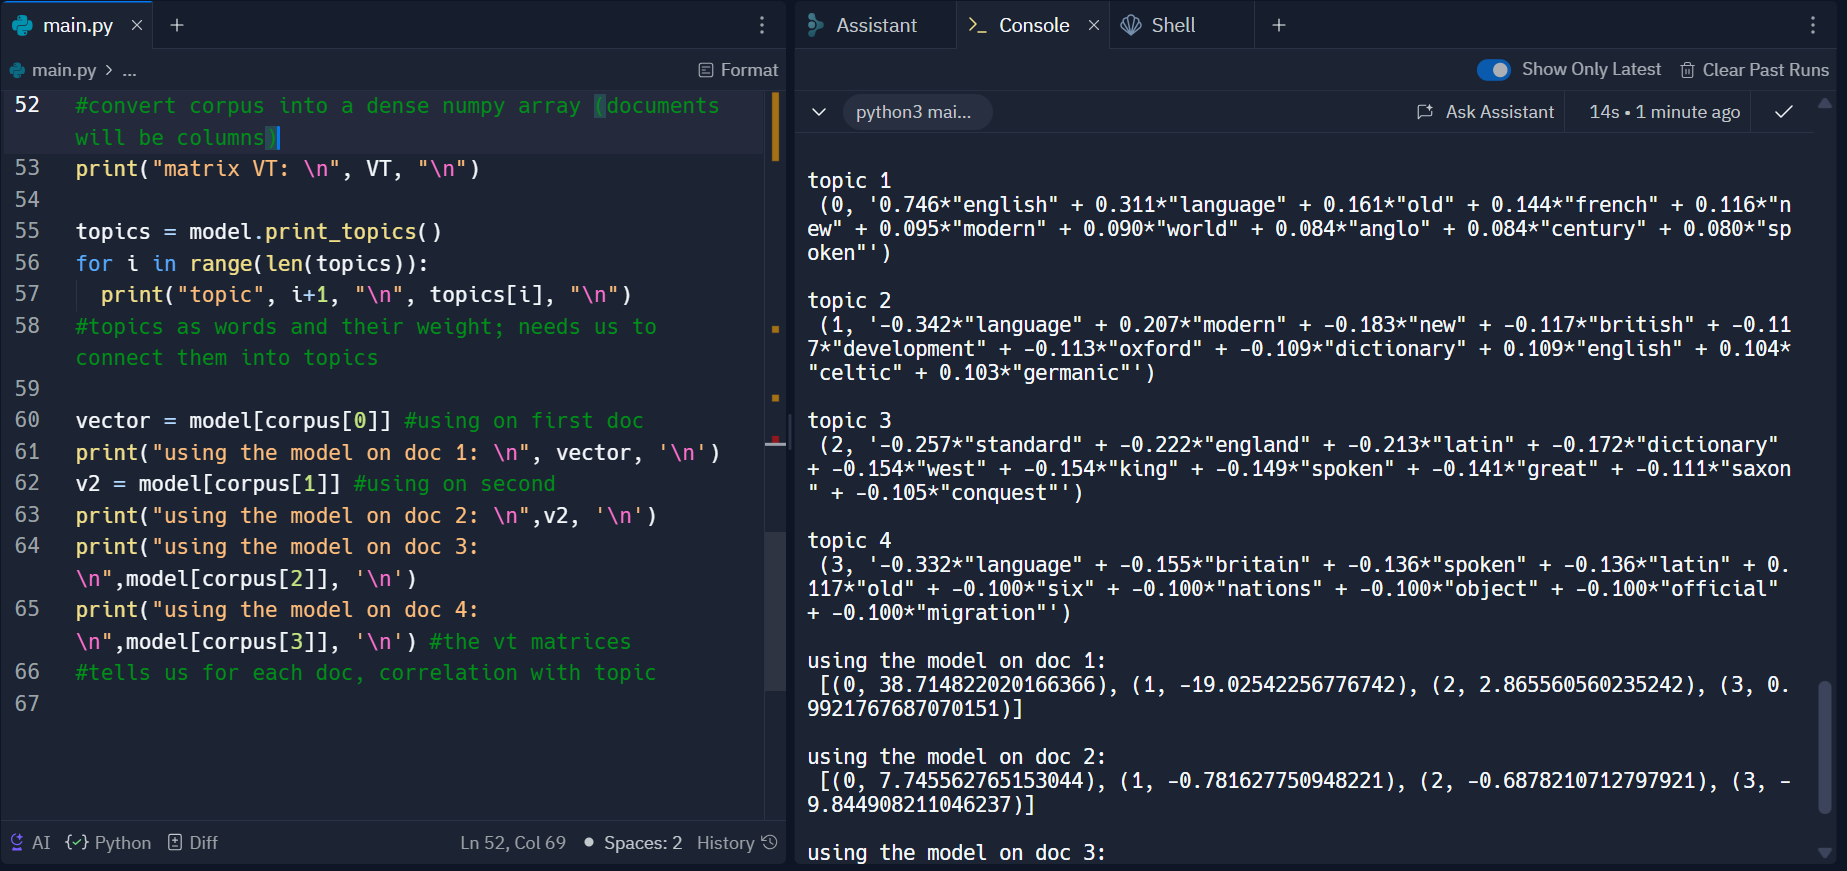 main.py
main.py > ...
Format
52 #convert corpus into a dense numpy array (documents
will be columns)
53 print("matrix VT: \n", VT, "\n")
54
55 topics = model.print_topics()
56 for i in range(len(topics)):
57 print("topic", i+1, "\n", topics[i], "\n")
58 #topics as words and their weight; needs us to
connect them into topics
59
60 vector = model[corpus[0]] #using on first doc
61 print("using the model on doc 1: \n", vector, '\n')
62 v2 = model[corpus[1]] #using on second
63 print("using the model on doc 2: \n",v2, '\n')
64 print("using the model on doc 3:
\n",model[corpus[2]], '\n')
65 print("using the model on doc 4:
\n",model[corpus[3]], '\n') #the vt matrices
66 #tells us for each doc, correlation with topic
67
AI Python Diff Ln 52, Col 69 • Spaces: 2 History
Assistant Console Shell
Show Only Latest Clear Past Runs
python3 mai... Ask Assistant 14s • 1 minute ago
topic 1
(0, '0.746*"english" + 0.311*"language" + 0.161*"old" + 0.144*"french" + 0.116*"n
ew" + 0.095*"modern" + 0.090*"world" + 0.084*"anglo" + 0.084*"century" + 0.080*"sp
oken"')
topic 2
(1, '-0.342*"language" + 0.207*"modern" + -0.183*"new" + -0.117*"british" + -0.11
7*"development" + -0.113*"oxford" + -0.109*"dictionary" + 0.109*"english" + 0.104*
"celtic" + 0.103*"germanic"')
topic 3
(2, '-0.257*"standard" + -0.222*"england" + -0.213*"latin" + -0.172*"dictionary"
+ -0.154*"west" + -0.154*"king" + -0.149*"spoken" + -0.141*"great" + -0.111*"saxon
" + -0.105*"conquest"')
topic 4
(3, '-0.332*"language" + -0.155*"britain" + -0.136*"spoken" + -0.136*"latin" + 0.
117*"old" + -0.100*"six" + -0.100*"nations" + -0.100*"object" + -0.100*"official"
+ -0.100*"migration"')
using the model on doc 1:
[(0, 38.714822020166366), (1, -19.02542256776742), (2, 2.865560560235242), (3, 0.
9921767687070151)]
using the model on doc 2:
[(0, 7.745562765153044), (1, -0.781627750948221), (2, -0.6878210712797921), (3, -
9.844908211046237)]
using the model on doc 3: